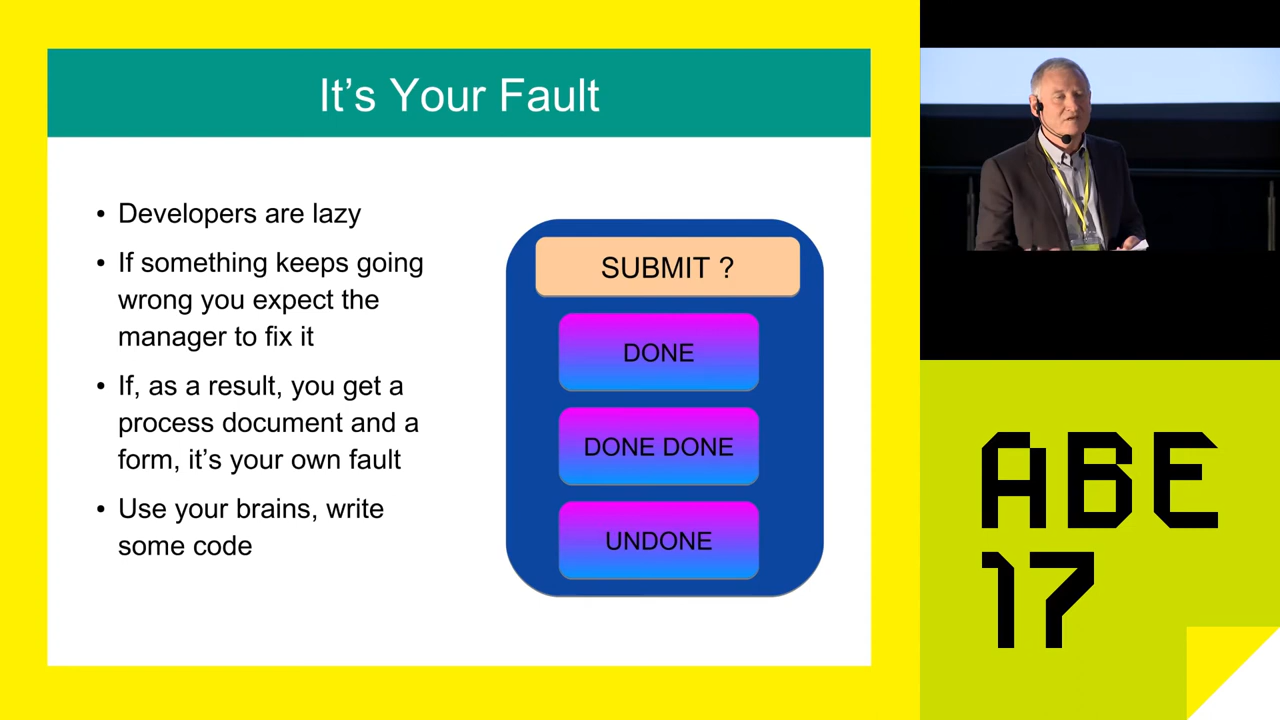 It’s Your Fault
• Developers are lazy
• If something keeps going
wrong you expect the
manager to fix it
• If, as a result, you get a
process document and a
form, it’s your own fault
• Use your brains, write
some code
SUBMIT ?
DONE
DONE DONE
UNDONE
ABE
17